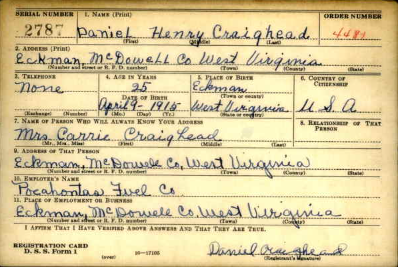 SERIAL NUMBER 1. NAME (Print) ORDER NUMBER
2787 Daniel Henry Craighead 4481
(First) (Middle) (Last)
2. ADDRESS (Print)
Eckman, McDowell Co West Virginia
(Number and street or R. F. D. number) (Town) (County) (State)
3. TELEPHONE 4. AGE IN YEARS 5. PLACE OF BIRTH 6. COUNTRY OF CITIZENSHIP
None 25 Eckman
(Town or county)
DATE OF BIRTH
April 9- 1915 West Virginia U. S. A
(Exchange) (Number) (Mo.) (Day) (Yr.) (State or country)
7. NAME OF PERSON WHO WILL ALWAYS KNOW YOUR ADDRESS 8. RELATIONSHIP OF THAT PERSON
Mrs Carrie Craighead
(Mr., Mrs., Miss) (First) (Middle) (Last)
9. ADDRESS OF THAT PERSON
Eckman, McDowell Co, West Virginia
(Number and street or R. F. D. number) (Town) (County) (State)
10. EMPLOYER'S NAME
Pocahontas Fuel Co
11. PLACE OF EMPLOYMENT OR BUSINESS
Eckman, McDowell Co, West Virginia
(Number and street or R. F. D. number) (Town) (County) (State)
I AFFIRM THAT I HAVE VERIFIED ABOVE ANSWERS AND THAT THEY ARE TRUE.
REGISTRATION CARD
D. S. S. Form 1 (over) 16—17105 Daniel Craighead
(Registrant's signature)